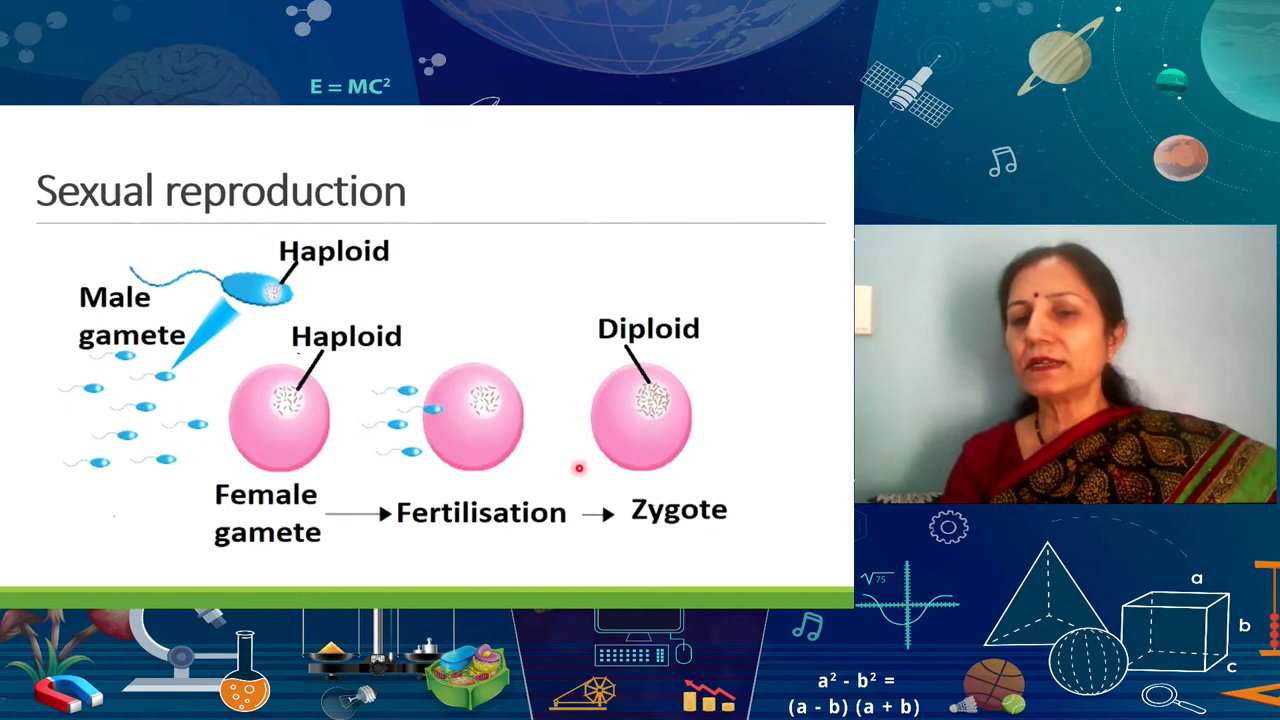 E = MC²
Sexual reproduction
Haploid
Male
gamete
Haploid
Diploid
Female
gamete
Fertilisation
Zygote
√75
a
b
c
a² - b² =
(a - b) (a + b)